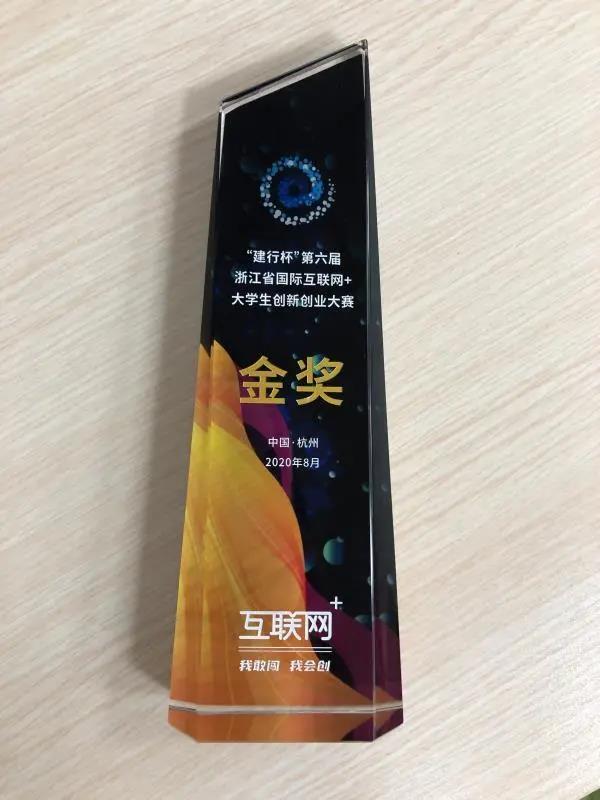 “建行杯”第六届
浙江省国际互联网+
大学生创新创业大赛
金奖
中国·杭州
2020年8月
互联网+
我敢闯 我会创